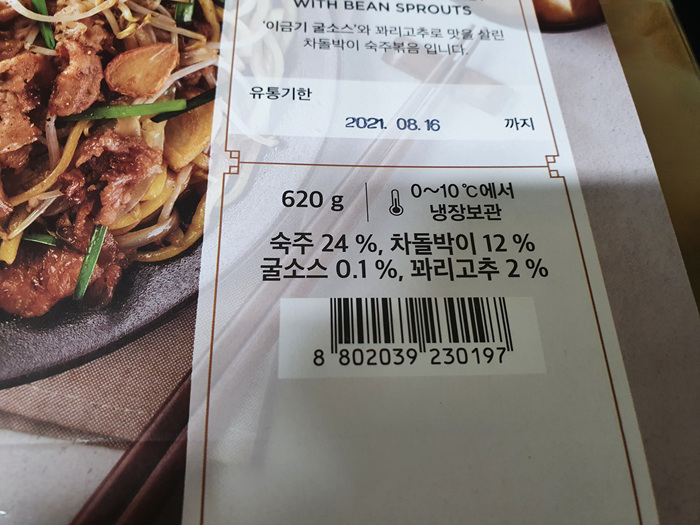 WITH BEAN SPROUTS
'이금기 굴소스'와 꽈리고추로 맛을 살린
차돌박이 숙주볶음 입니다.
유통기한
2021. 08. 16 까지
620 g
0~10℃에서
냉장보관
숙주 24 %, 차돌박이 12 %
굴소스 0.1 %, 꽈리고추 2 %
8 802039 230197